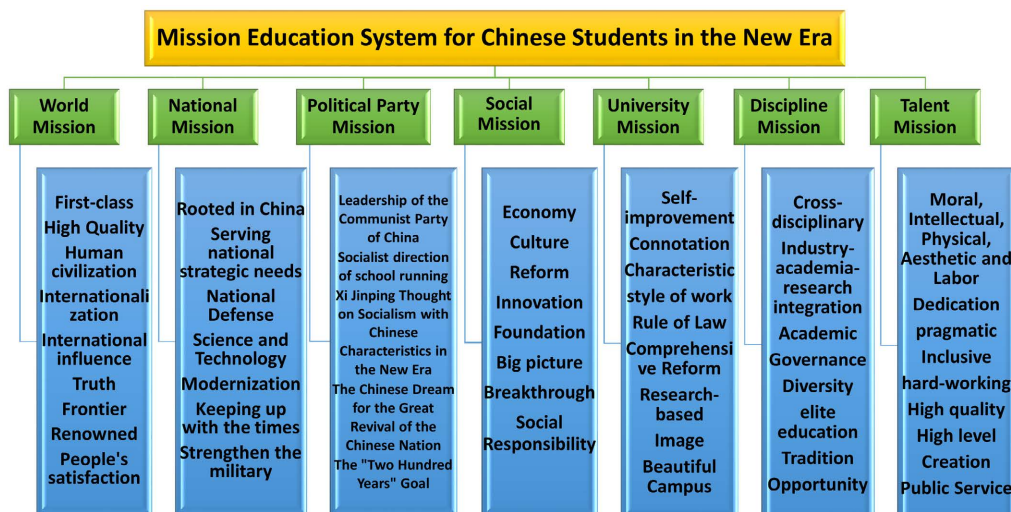 Mission Education System for Chinese Students in the New Era
World
Mission
National
Mission
Political Party
Mission
Social
Mission
University
Mission
Discipline
Mission
Talent
Mission
First-class
High Quality
Human
civilization
Internationali
zation
International
influence
Truth
Frontier
Renowned
People's
satisfaction
Rooted in China
Serving
national
strategic needs
National
Defense
Science and
Technology
Modernization
Keeping up
with the times
Strengthen the
military
Leadership of the
Communist Party
of China
Socialist direction
of school running
Xi Jinping Thought
on Socialism with
Chinese
Characteristics in
the New Era
The Chinese Dream
for the Great
Revival of the
Chinese Nation
The "Two Hundred
Years" Goal
Economy
Culture
Reform
Innovation
Foundation
Big picture
Breakthrough
Social
Responsibility
Self-
improvement
Connotation
Characteristic
style of work
Rule of Law
Comprehensi
ve Reform
Research-
based
Image
Beautiful
Campus
Cross-
disciplinary
Industry-
academia-
research
integration
Academic
Governance
Diversity
elite
education
Tradition
Opportunity
Moral,
Intellectual,
Physical,
Aesthetic and
Labor
Dedication
pragmatic
Inclusive
hard-working
High quality
High level
Creation
Public Service